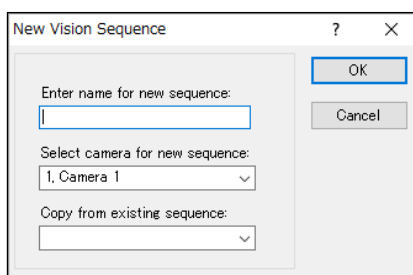 New Vision Sequence
?
OK
Enter name for new sequence:
Cancel
Select camera for new sequence:
1, Camera 1
Copy from existing sequence: